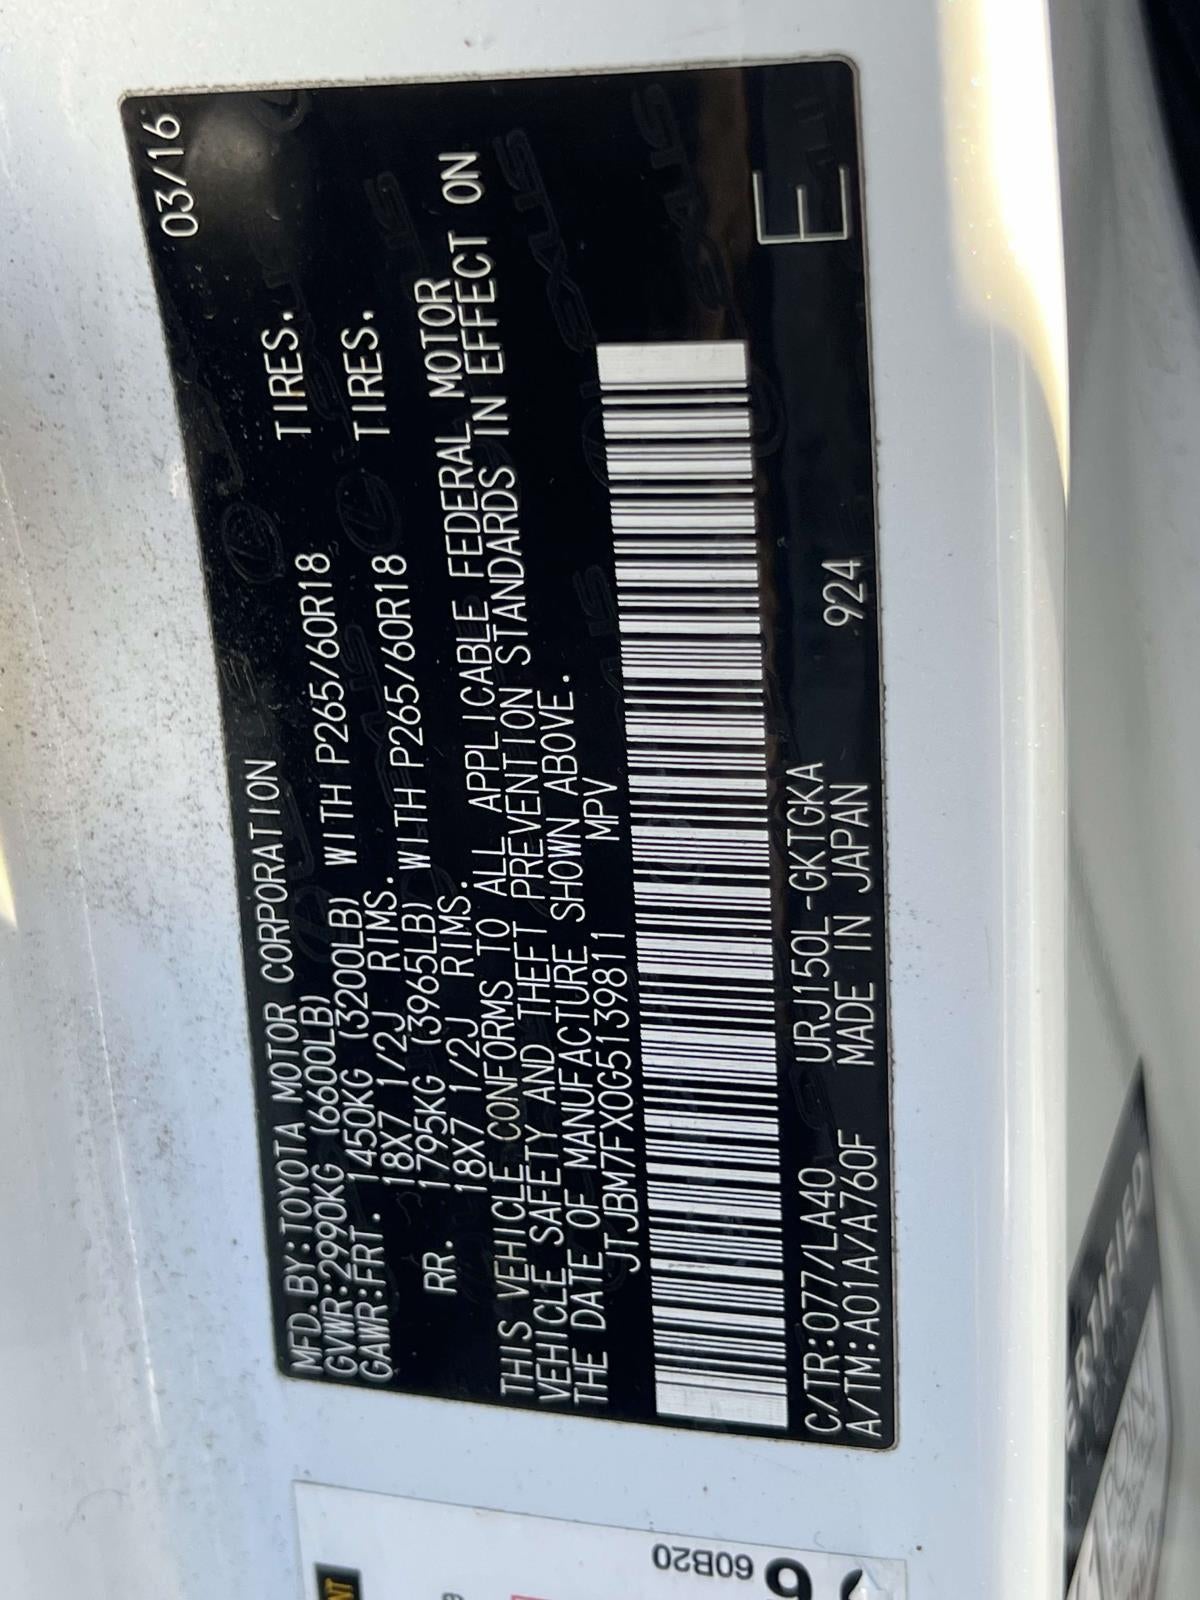 MFD.BY:TOYOTA MOTOR CORPORATION 03/16
GVWR:2990KG (6600LB)
GAWR:FRT. 1450KG (3200LB) WITH P265/60R18 TIRES.
18X7 1/2J RIMS.
RR. 1795KG (3965LB) WITH P265/60R18 TIRES.
18X7 1/2J RIMS.
THIS VEHICLE CONFORMS TO ALL APPLICABLE FEDERAL MOTOR
VEHICLE SAFETY AND THEFT PREVENTION STANDARDS IN EFFECT ON
THE DATE OF MANUFACTURE SHOWN ABOVE.
JTJBM7FX0G5139811 MPV
C/TR:077/LA40 URJ150L-GKTGKA
A/TM:A01A/A760F MADE IN JAPAN 924
E
60B20